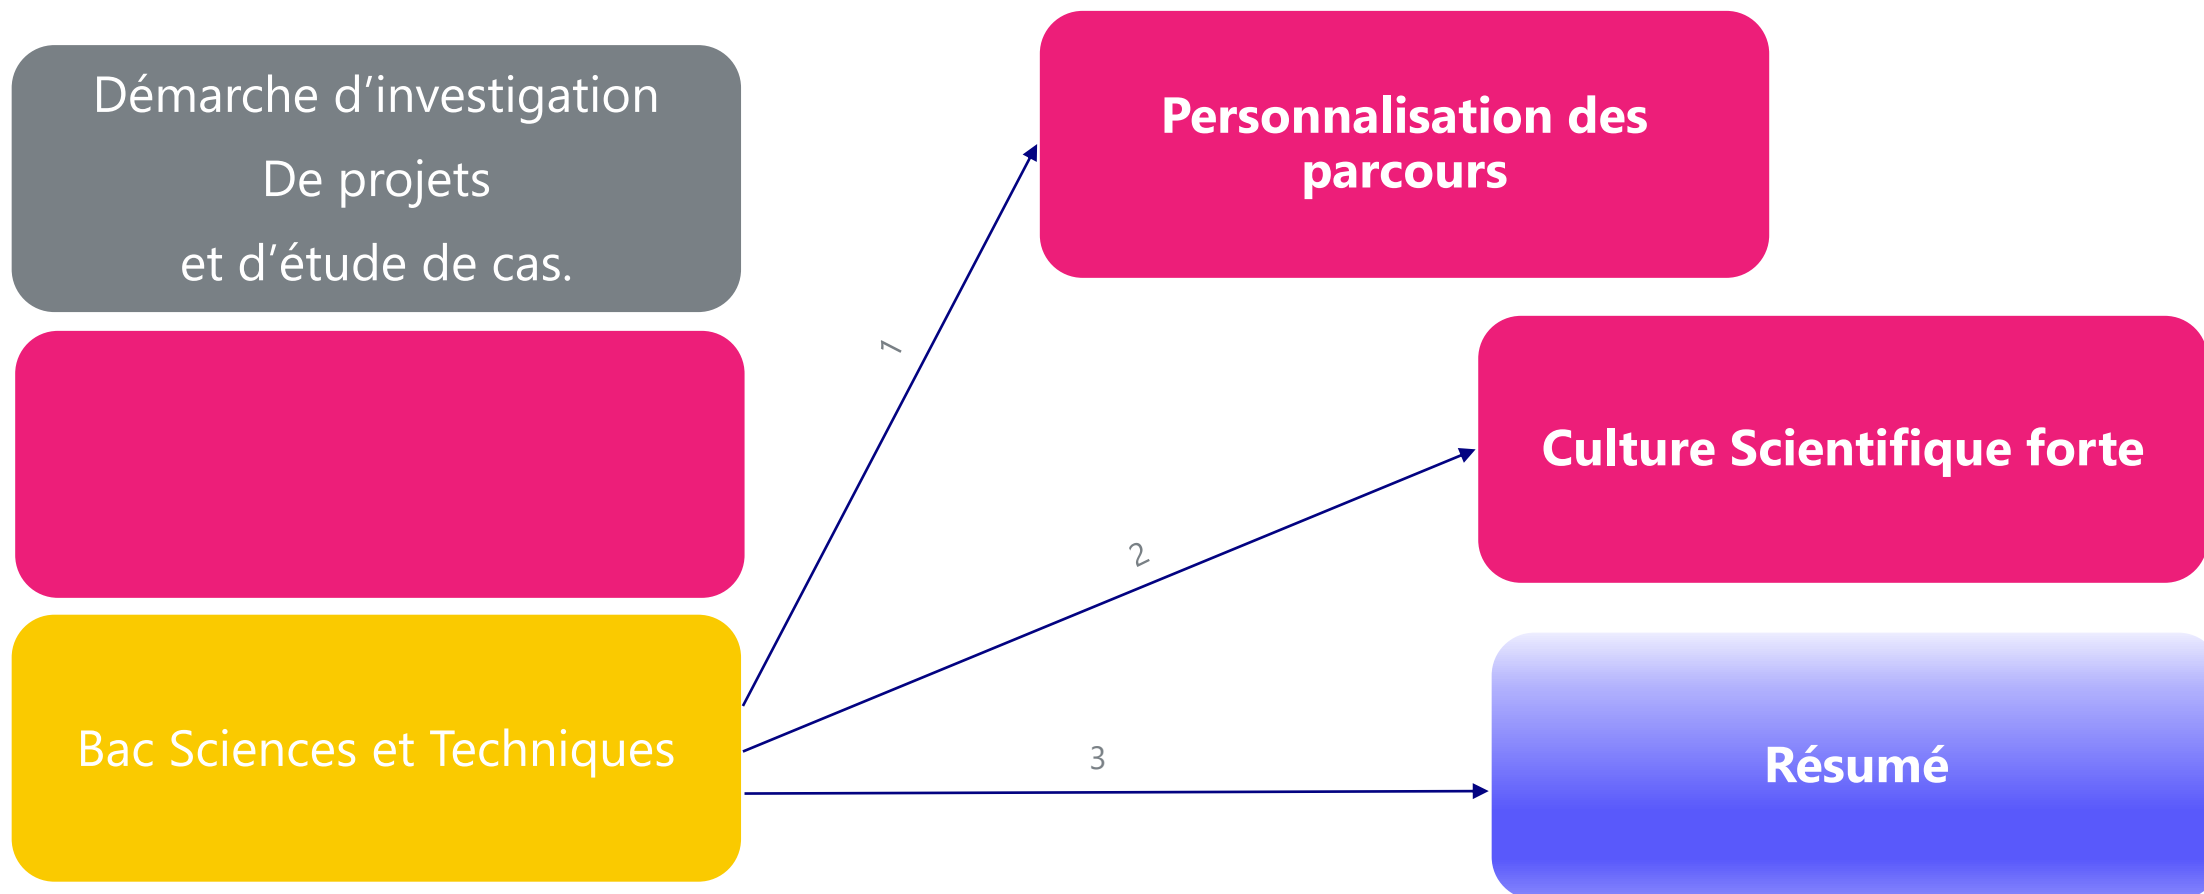 Démarche d’investigation
De projets
et d’étude de cas.
Personnalisation des
parcours
1
Culture Scientifique forte
2
Bac Sciences et Techniques
3
Résumé